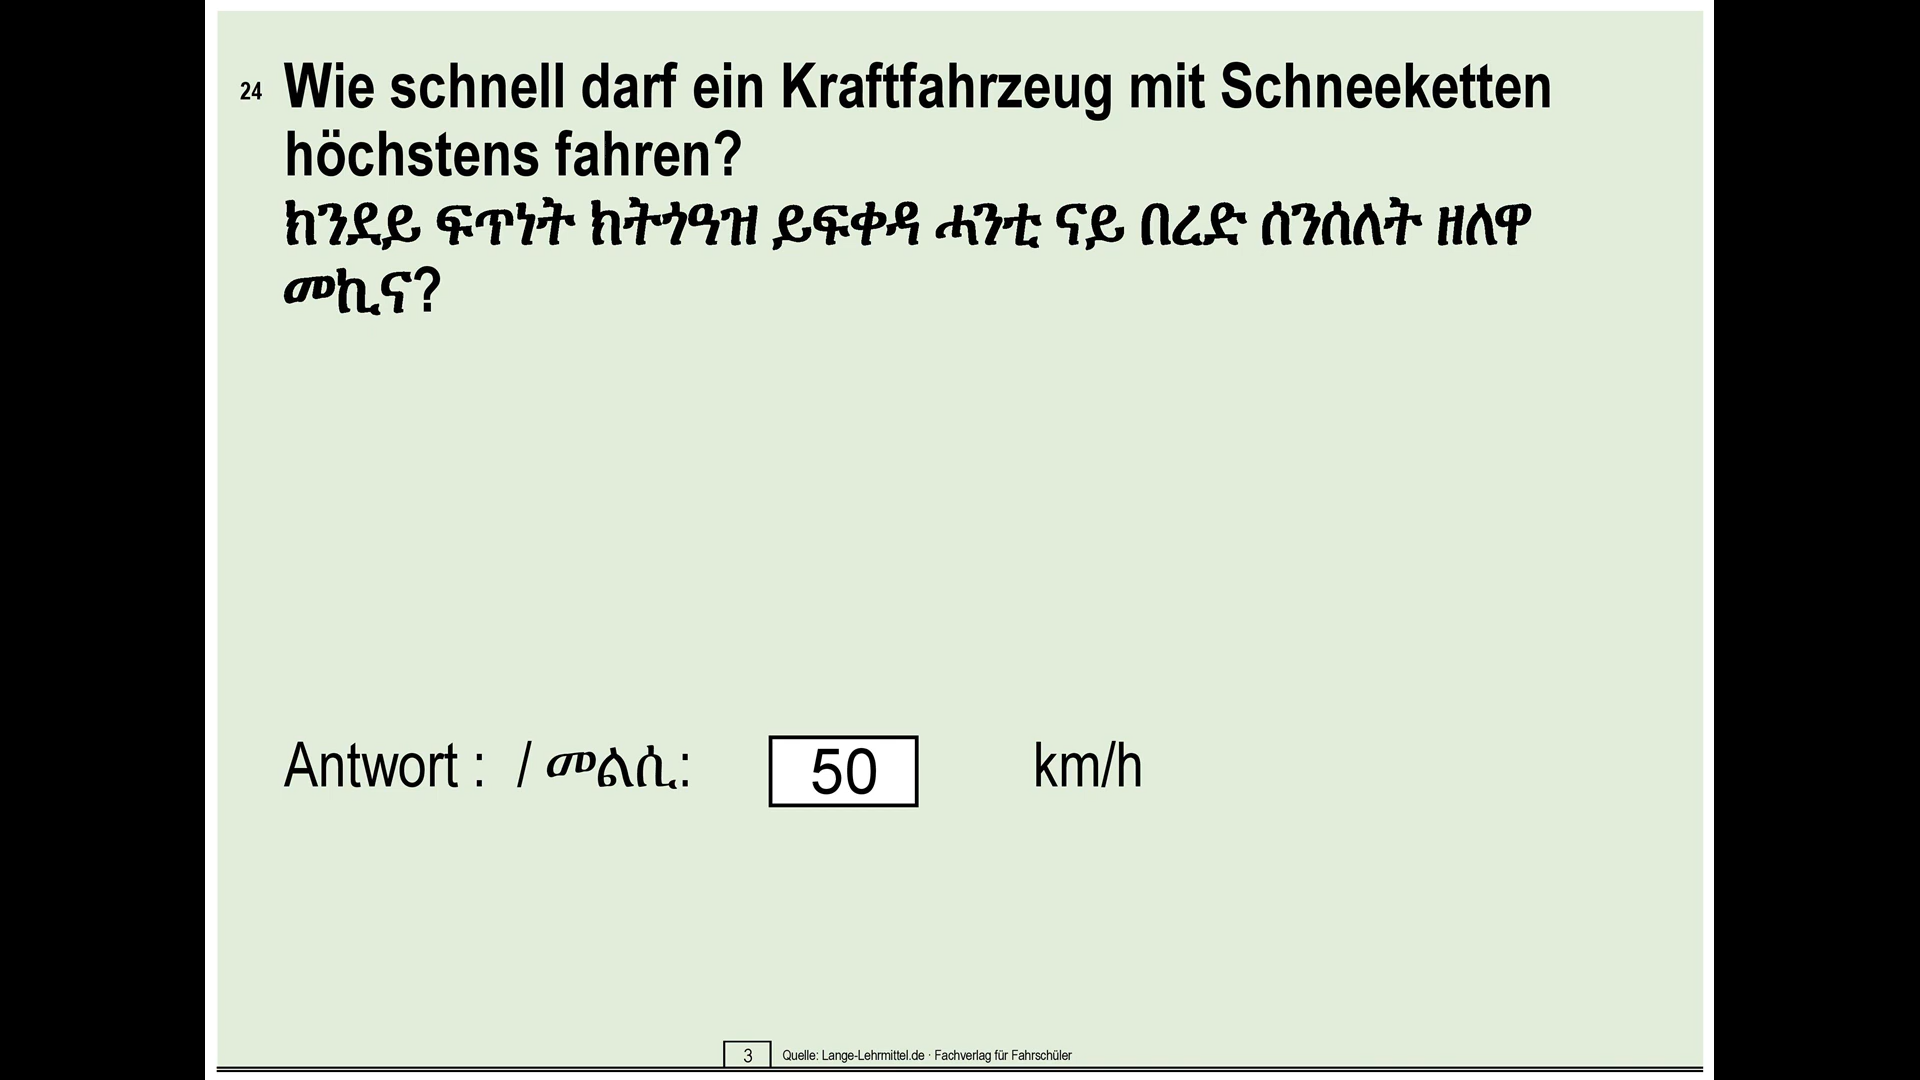 24 Wie schnell darf ein Kraftfahrzeug mit Schneeketten
höchstens fahren?
ክንደይ ፍጥነት ክትጎዓዝ ይፍቀዳ ሓንቲ ናይ በረድ ሰንሰለት ዘለዋ
መኪና?
Antwort : / መልሲ: 50 km/h
3 Quelle: Lange-Lehrmittel.de · Fachverlag für Fahrschüler